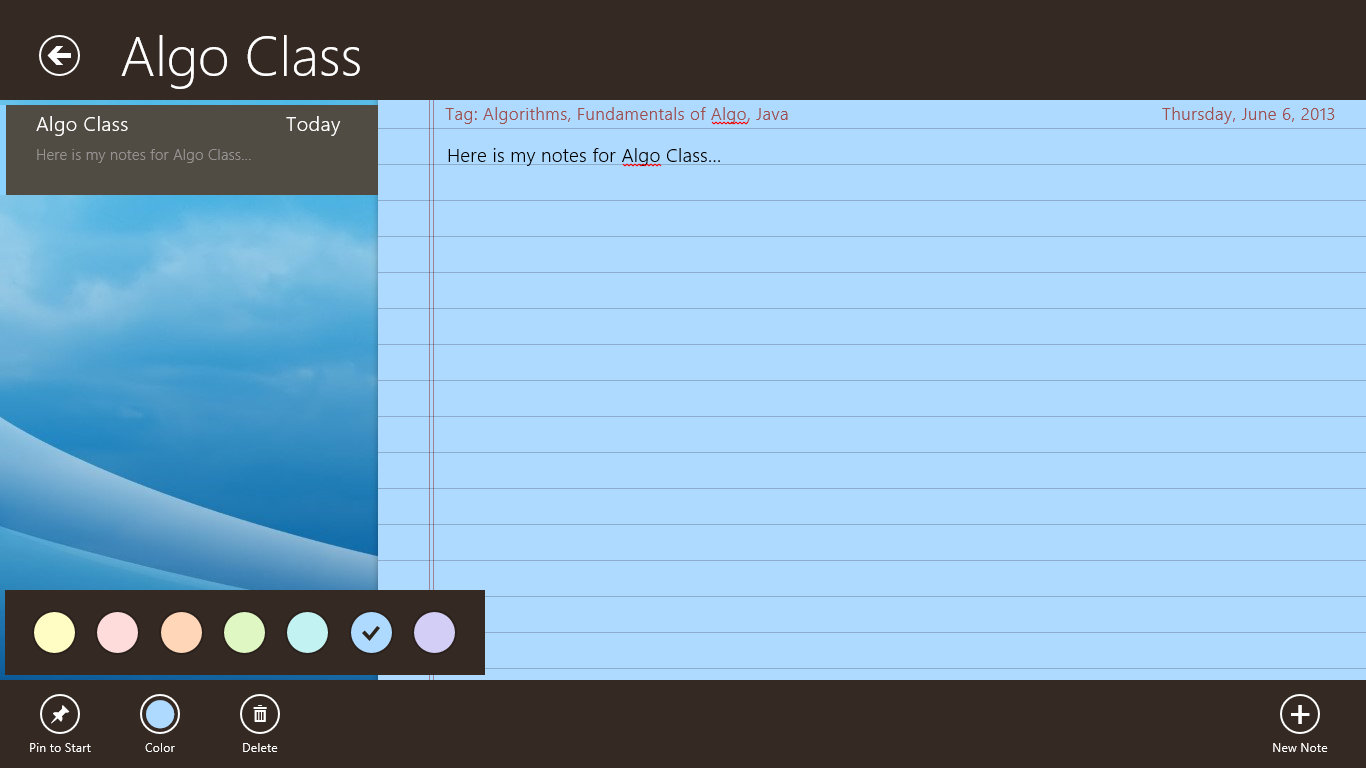 Algo Class
Algo Class Today
Here is my notes for Algo Class...
Tag: Algorithms, Fundamentals of Algo, Java Thursday, June 6, 2013
Here is my notes for Algo Class...
Pin to Start Color Delete New Note